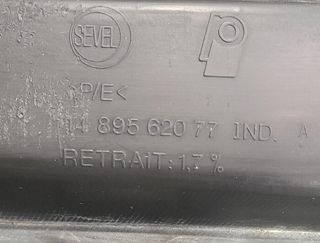 SEVEL
>P/E<
14 895 620 77 IND. A
RETRAiT: 1,7 %